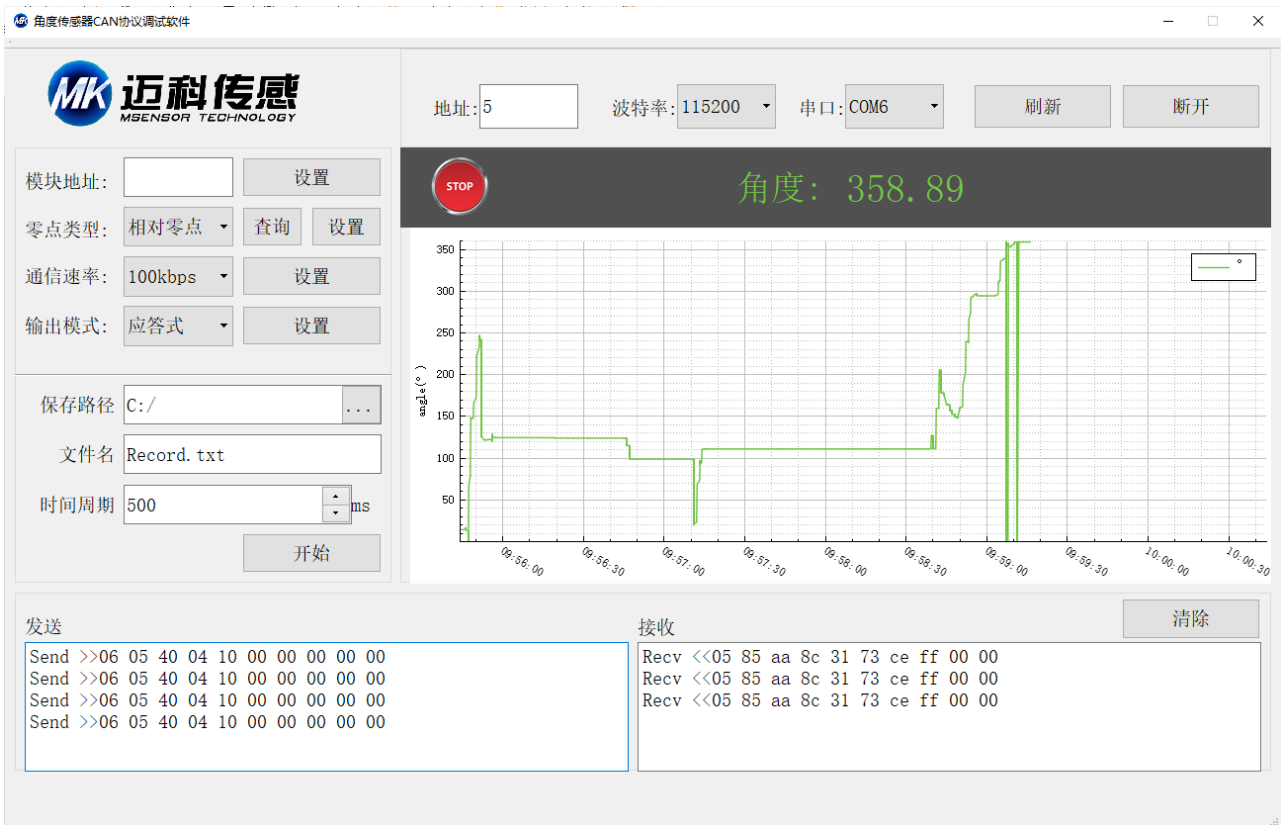 角度传感器CAN协议调试软件
MK 迈科传感
MSENSOR TECHNOLOGY
地址: 5 波特率: 115200 串口: COM6 刷新 断开
模块地址: 设置
零点类型: 相对零点 查询 设置
通信速率: 100kbps 设置
输出模式: 应答式 设置
保存路径 C:/ ...
文件名 Record.txt
时间周期 500 ms
开始
STOP 角度: 358.89
°
angle(°)
350
300
250
200
150
100
50
09:56:00 09:56:30 09:57:00 09:57:30 09:58:00 09:58:30 09:59:00 09:59:30 10:00:00 10:00:30
发送
Send >>06 05 40 04 10 00 00 00 00 00
Send >>06 05 40 04 10 00 00 00 00 00
Send >>06 05 40 04 10 00 00 00 00 00
Send >>06 05 40 04 10 00 00 00 00 00
接收 清除
Recv <<05 85 aa 8c 31 73 ce ff 00 00
Recv <<05 85 aa 8c 31 73 ce ff 00 00
Recv <<05 85 aa 8c 31 73 ce ff 00 00